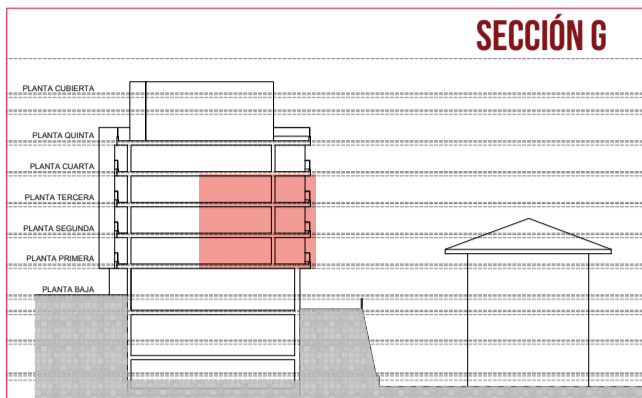 SECCIÓN G
PLANTA CUBIERTA
PLANTA QUINTA
PLANTA CUARTA
PLANTA TERCERA
PLANTA SEGUNDA
PLANTA PRIMERA
PLANTA BAJA